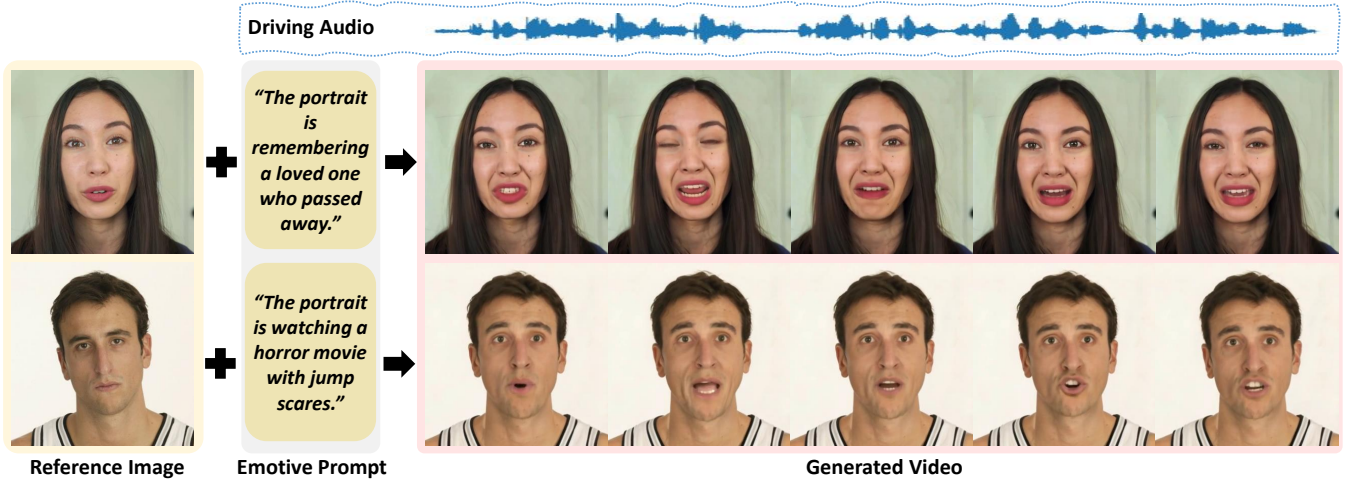 Driving Audio
“The portrait
is
remembering
a loved one
who passed
away.”
“The portrait
is watching a
horror movie
with jump
scares.”
Reference Image
Emotive Prompt
Generated Video